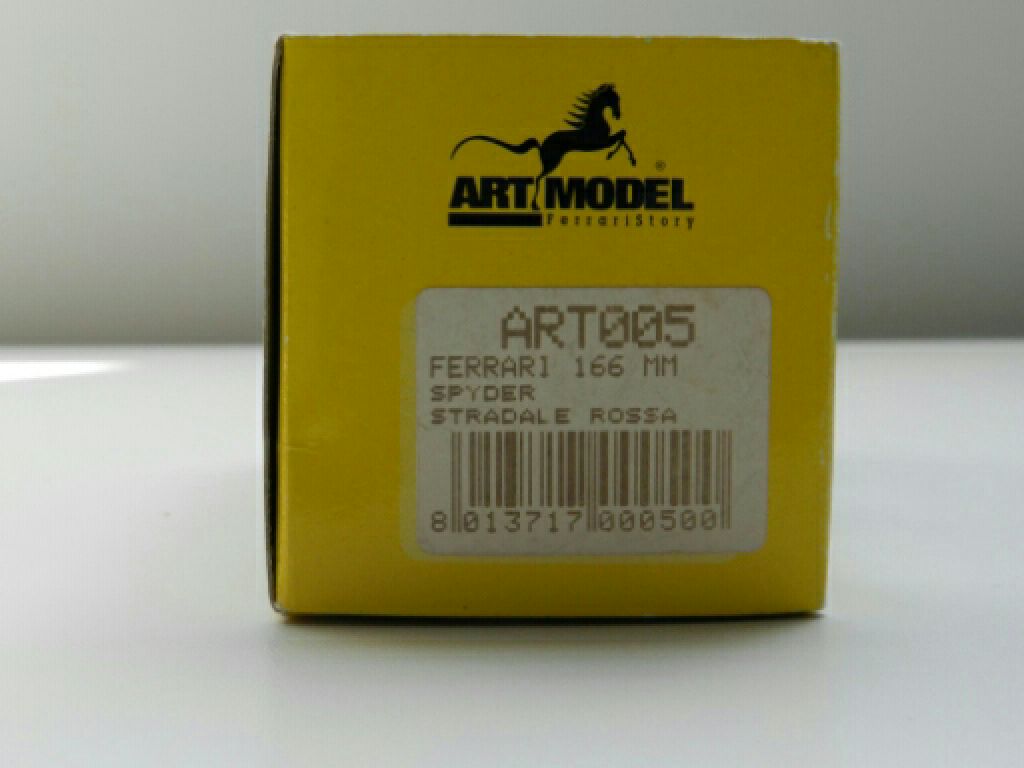 ART MODEL ®
FerrariStory
ART005
FERRARI 166 MM
SPYDER
STRADALE ROSSA
8 013717 000500